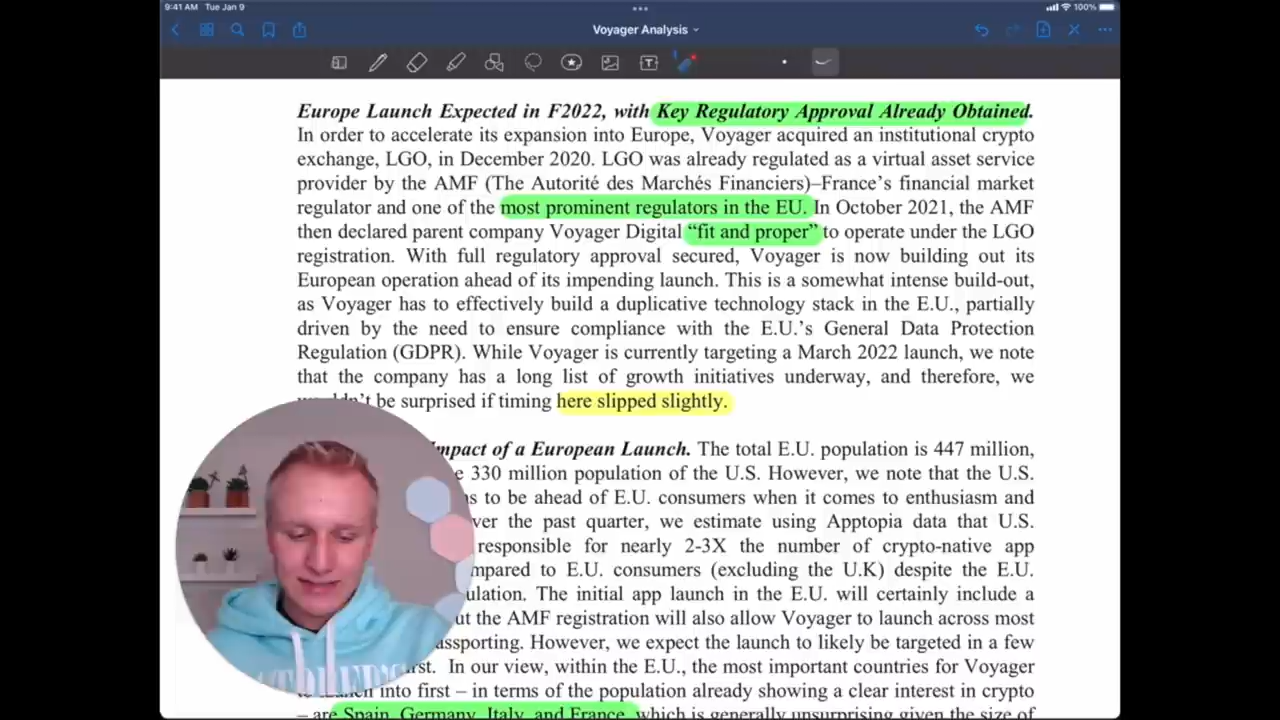 9:41 AM Tue Jan 9
100%
Voyager Analysis
Europe Launch Expected in F2022, with Key Regulatory Approval Already Obtained.
In order to accelerate its expansion into Europe, Voyager acquired an institutional crypto
exchange, LGO, in December 2020. LGO was already regulated as a virtual asset service
provider by the AMF (The Autorité des Marchés Financiers)–France’s financial market
regulator and one of the most prominent regulators in the EU. In October 2021, the AMF
then declared parent company Voyager Digital “fit and proper” to operate under the LGO
registration. With full regulatory approval secured, Voyager is now building out its
European operation ahead of its impending launch. This is a somewhat intense build-out,
as Voyager has to effectively build a duplicative technology stack in the E.U., partially
driven by the need to ensure compliance with the E.U.’s General Data Protection
Regulation (GDPR). While Voyager is currently targeting a March 2022 launch, we note
that the company has a long list of growth initiatives underway, and therefore, we
be surprised if timing here slipped slightly.
Impact of a European Launch. The total E.U. population is 447 million,
330 million population of the U.S. However, we note that the U.S.
to be ahead of E.U. consumers when it comes to enthusiasm and
the past quarter, we estimate using Apptopia data that U.S.
responsible for nearly 2-3X the number of crypto-native app
to E.U. consumers (excluding the U.K) despite the E.U.
The initial app launch in the E.U. will certainly include a
the AMF registration will also allow Voyager to launch across most
However, we expect the launch to likely be targeted in a few
In our view, within the E.U., the most important countries for Voyager
into first – in terms of the population already showing a clear interest in crypto
– are Spain, Germany, Italy, and France, which is generally unsurprising given the size of